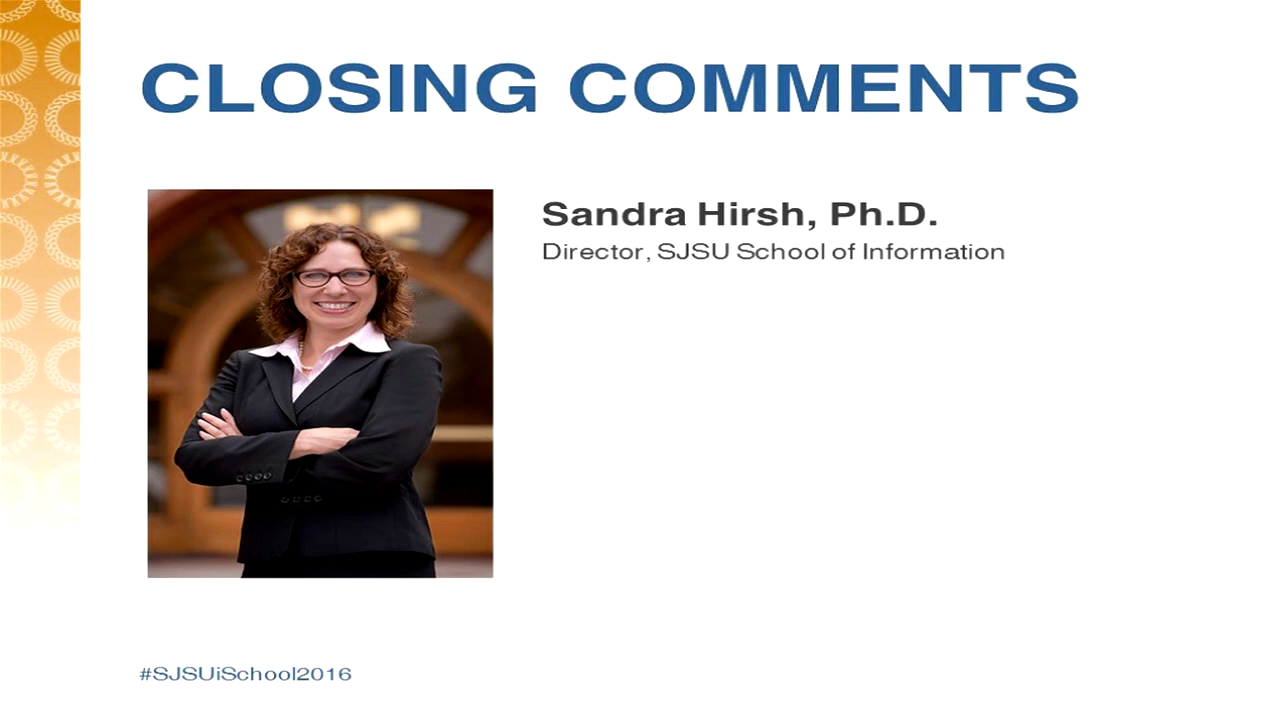 CLOSING COMMENTS
Sandra Hirsh, Ph.D.
Director, SJSU School of Information
#SJSUiSchool2016